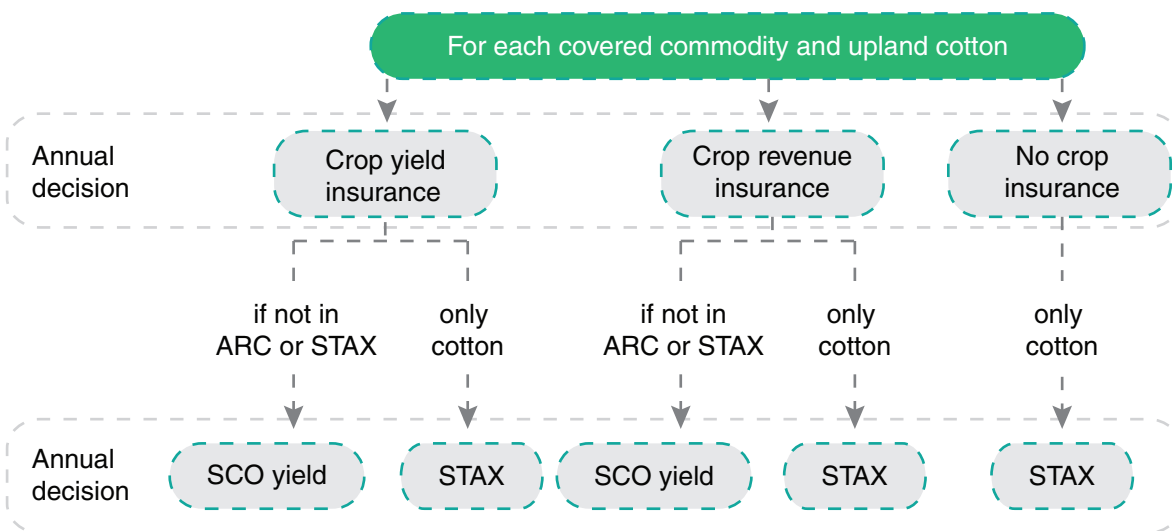 For each covered commodity and upland cotton
Annual
decision
Crop yield
insurance
Crop revenue
insurance
No crop
insurance
if not in
ARC or STAX
only
cotton
if not in
ARC or STAX
only
cotton
only
cotton
Annual
decision
SCO yield
STAX
SCO yield
STAX
STAX